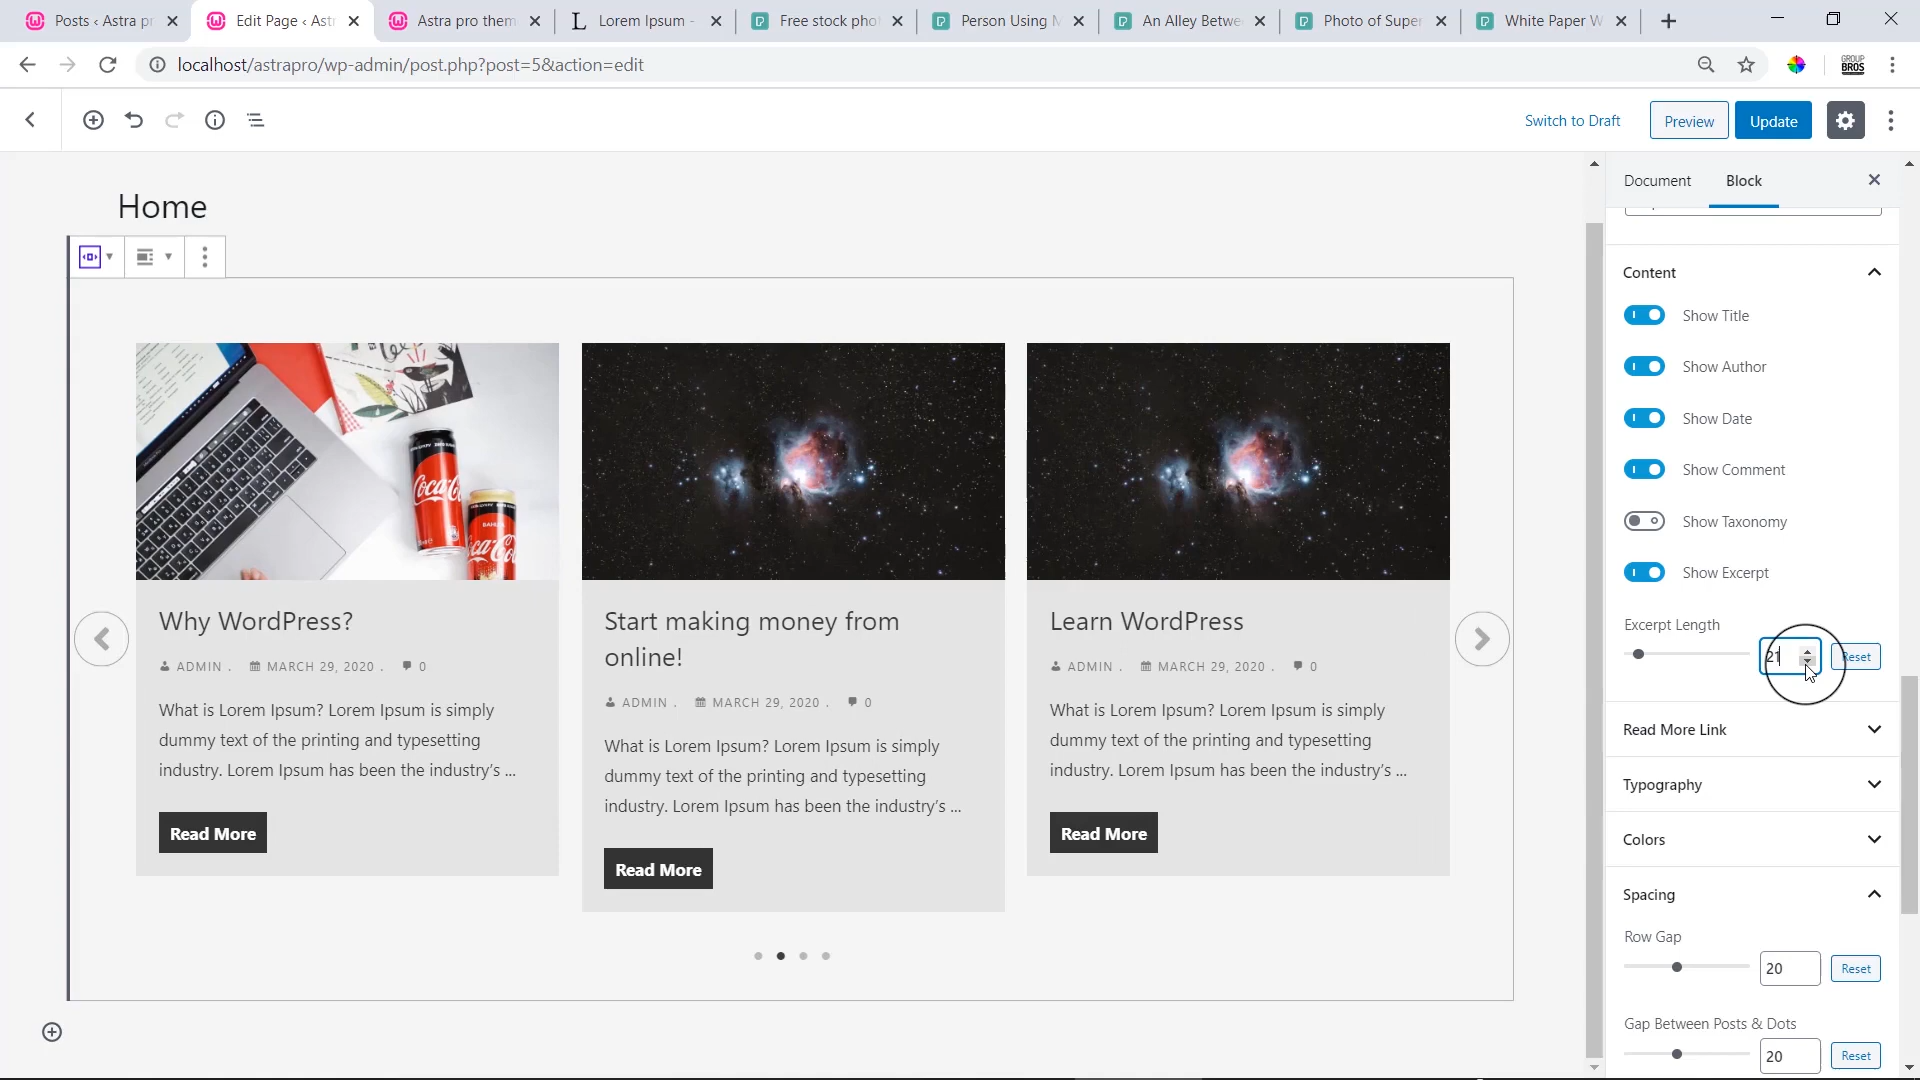 Posts ‹ Astra pr
Edit Page ‹ Ast
Astra pro them
Lorem Ipsum -
Free stock pho
Person Using M
An Alley Betwe
Photo of Super
White Paper W
localhost/astrapro/wp-admin/post.php?post=5&action=edit
GROUP
BROS
Switch to Draft
Preview
Update
Document
Block
Home
Content
Show Title
Show Author
Show Date
Show Comment
Show Taxonomy
Show Excerpt
Excerpt Length
21
Reset
Read More Link
Typography
Colors
Spacing
Row Gap
20
Reset
Gap Between Posts & Dots
20
Reset
Why WordPress?
ADMIN . MARCH 29, 2020 . 0
What is Lorem Ipsum? Lorem Ipsum is simply
dummy text of the printing and typesetting
industry. Lorem Ipsum has been the industry’s ...
Read More
Start making money from
online!
ADMIN . MARCH 29, 2020 . 0
What is Lorem Ipsum? Lorem Ipsum is simply
dummy text of the printing and typesetting
industry. Lorem Ipsum has been the industry’s ...
Read More
Learn WordPress
ADMIN . MARCH 29, 2020 . 0
What is Lorem Ipsum? Lorem Ipsum is simply
dummy text of the printing and typesetting
industry. Lorem Ipsum has been the industry’s ...
Read More